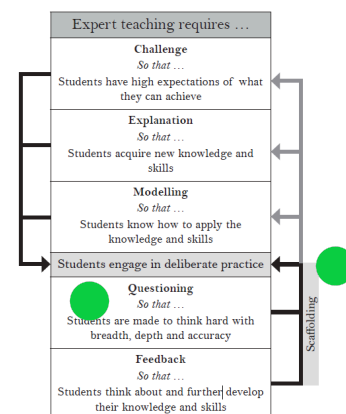 Expert teaching requires …
Challenge
So that …
Students have high expectations of what
they can achieve
Explanation
So that …
Students acquire new knowledge and
skills
Modelling
So that …
Students know how to apply the
knowledge and skills
Students engage in deliberate practice
Questioning
So that …
Students are made to think hard with
breadth, depth and accuracy
Feedback
So that …
Students think about and further develop
their knowledge and skills
Scaffolding